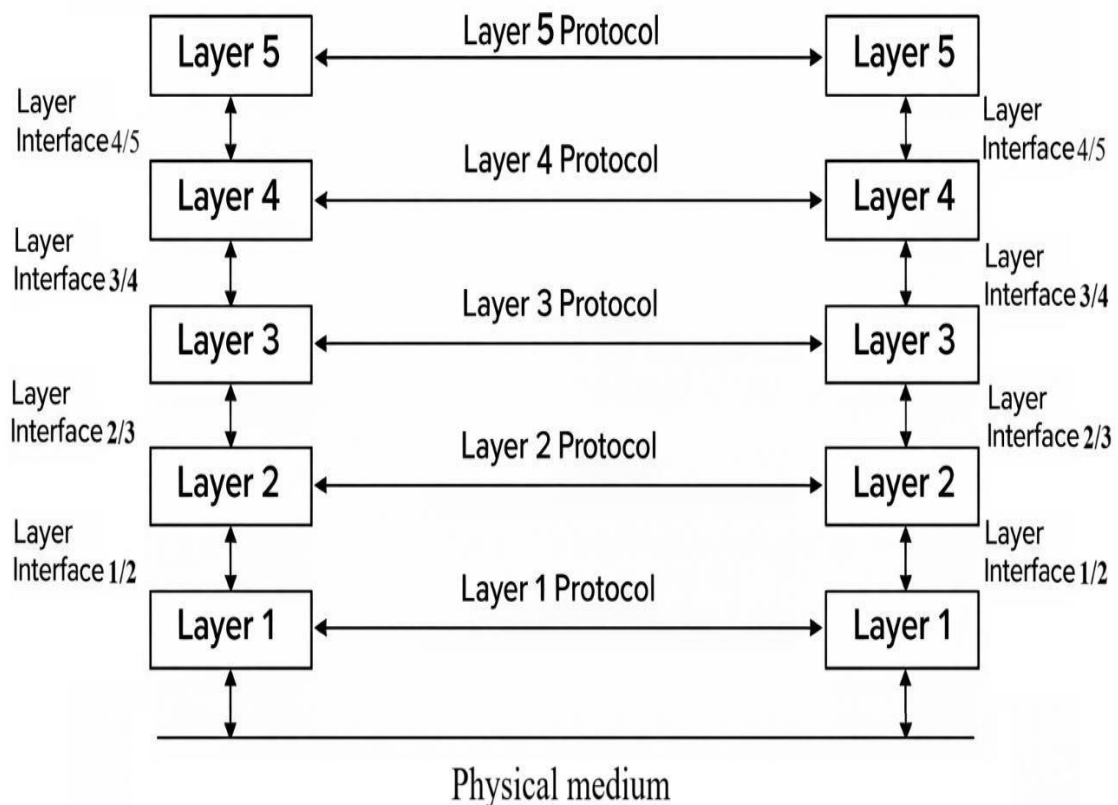 Layer 5 Protocol
Layer 5
Layer 5
Layer
Interface 4/5
Layer
Interface 4/5
Layer 4 Protocol
Layer 4
Layer 4
Layer
Interface 3/4
Layer
Interface 3/4
Layer 3 Protocol
Layer 3
Layer 3
Layer
Interface 2/3
Layer
Interface 2/3
Layer 2 Protocol
Layer 2
Layer 2
Layer
Interface 1/2
Layer
Interface 1/2
Layer 1 Protocol
Layer 1
Layer 1
Physical medium